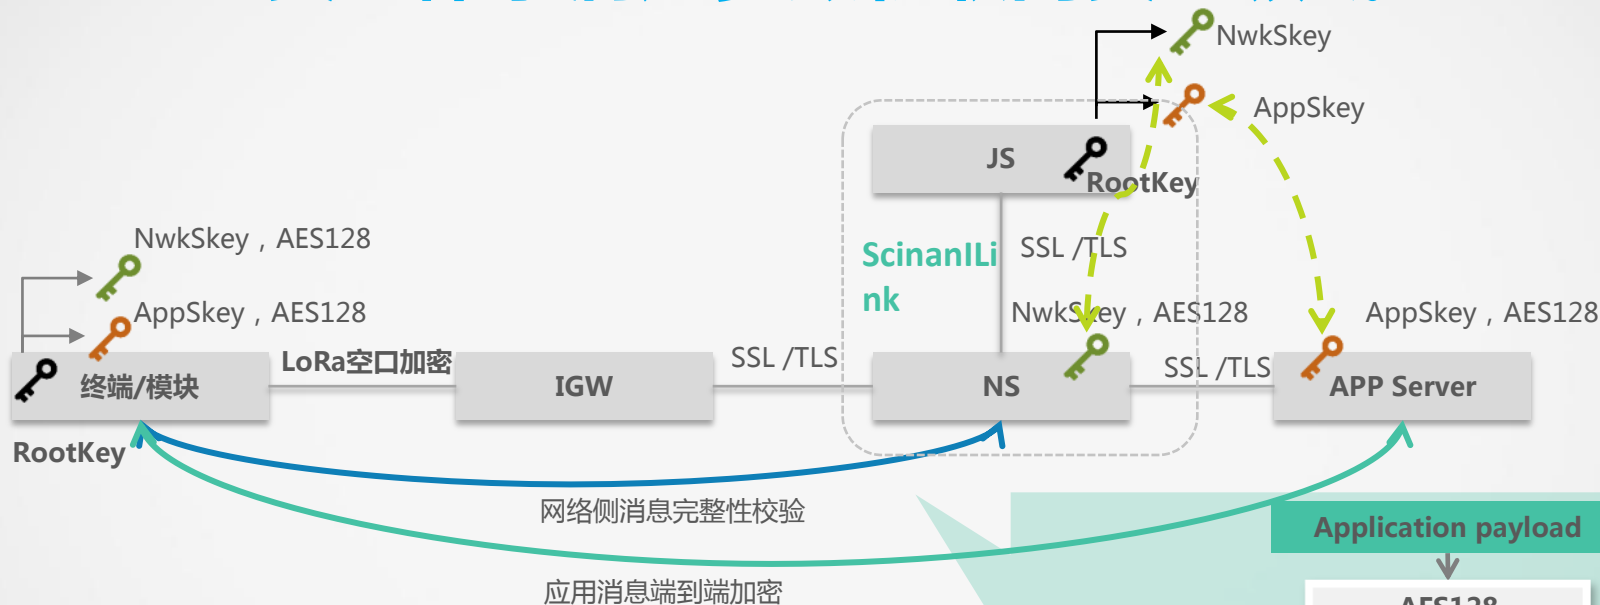 NwkSkey
AppSkey
JS
RootKey
NwkSkey，AES128
SSL /TLS
ScinanILi
nk
AppSkey，AES128
NwkSkey，AES128
AppSkey，AES128
LoRa空口加密
SSL /TLS
SSL /TLS
终端/模块
IGW
NS
APP Server
RootKey
网络侧消息完整性校验
Application payload
应用消息端到端加密
AES128